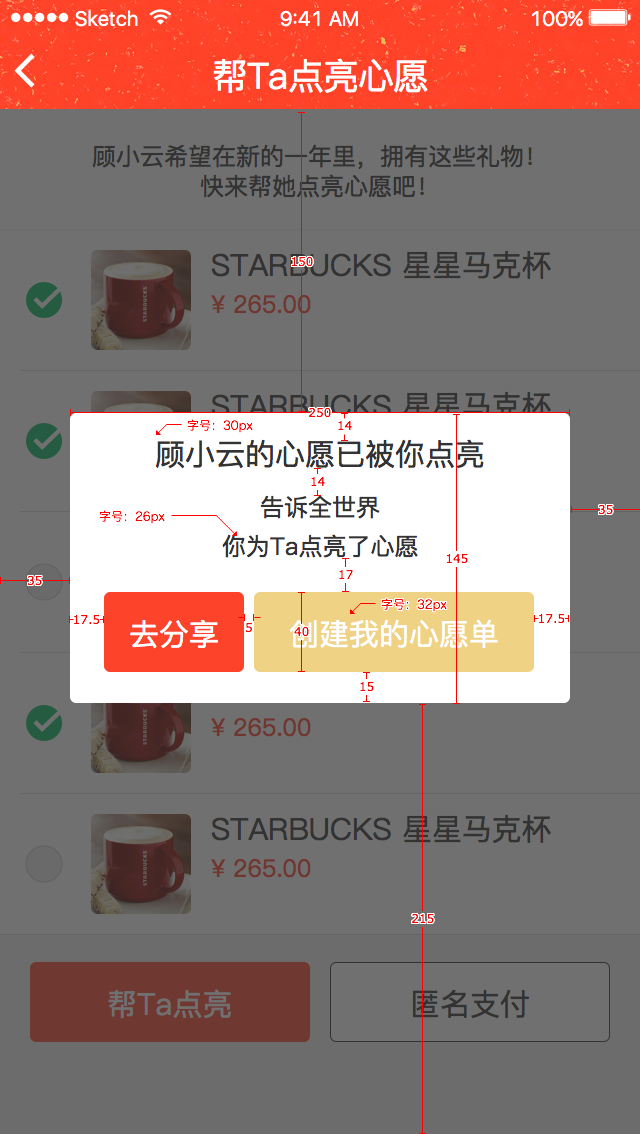 Sketch 9:41 AM 100%
帮Ta点亮心愿
顾小云希望在新的一年里，拥有这些礼物！
快来帮她点亮心愿吧！
STARBUCKS 星星马克杯
150
¥ 265.00
STARBUCKS
STARBUCKS 星星马克杯
250
字号：30px
14
顾小云的心愿已被你点亮
14
告诉全世界
35
字号：26px
你为Ta点亮了心愿
145
17
35
字号：32px
17.5
去分享
5
40
创建我的心愿单
17.5
15
¥ 265.00
STARBUCKS
STARBUCKS 星星马克杯
¥ 265.00
STARBUCKS
215
帮Ta点亮
匿名支付